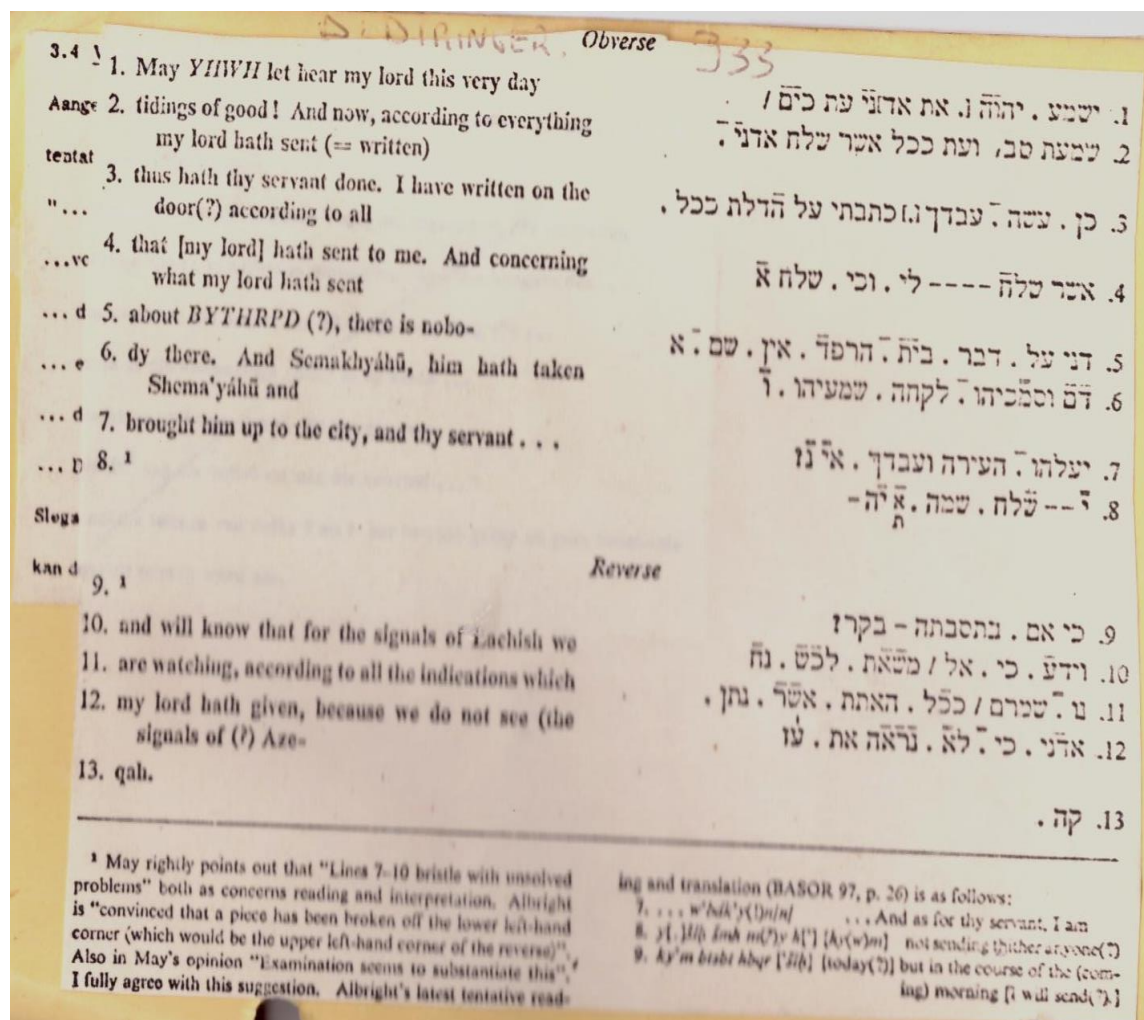 D. DIRINGER. 333
Obverse
3.4
1. May YHWH let hear my lord this very day
Aange
2. tidings of good! And now, according to everything
my lord hath sent (== written)
tentat
3. thus hath thy servant done. I have written on the
door(?) according to all
"...
4. that [my lord] hath sent to me. And concerning
what my lord hath sent
...ve
... d
5. about BYTHRPD (?), there is nobo-
... e
6. dy there. And Semakhyáhū, him hath taken
Shema'yáhū and
... d
7. brought him up to the city, and thy servant . . .
8. ¹
Slega
kan d
1. ישמע . יהוה . את אדני עת כים /
2. שמעת טב, ועת ככל אשר שלח אדני .
3. כן . עשה . עבדך [.] כתבתי על הדלת ככל .
4. אשר שלח ---- לי . וכי . שלח א
5. דני על . דבר . בית . הרפד . אין . שם . א
6. דם וסמכיהו . לקחה . שמעיהו . ו
7. יעלהו . העירה ועבדך .
8. י -- שלח . שמה .
Reverse
9. ¹
10. and will know that for the signals of Lachish we
11. are watching, according to all the indications which
12. my lord hath given, because we do not see (the
signals of (?) Aze-
13. qah.
9. כי אם . בתסבתה - בקרז
10. וידע . כי . אל / משאת . לכש . נח
11. נו . שמרם / ככל . האתת . אשר . נתן .
12. אדני . כי . לא . נראה את . עז
13. קה .
¹ May rightly points out that "Lines 7-10 bristle with unsolved
problems" both as concerns reading and interpretation. Albright
is "convinced that a piece has been broken off the lower left-hand
corner (which would be the upper left-hand corner of the reverse)".
Also in May's opinion "Examination seems to substantiate this".
I fully agree with this suggestion. Albright's latest tentative read-
ing and translation (BASOR 97, p. 26) is as follows:
7. . . . w'bdk' . . . And as for thy servant, I am
8. not sending thither anyone(?)
9. [today(?)] but in the course of the (com-
ing) morning [i will send(?).]